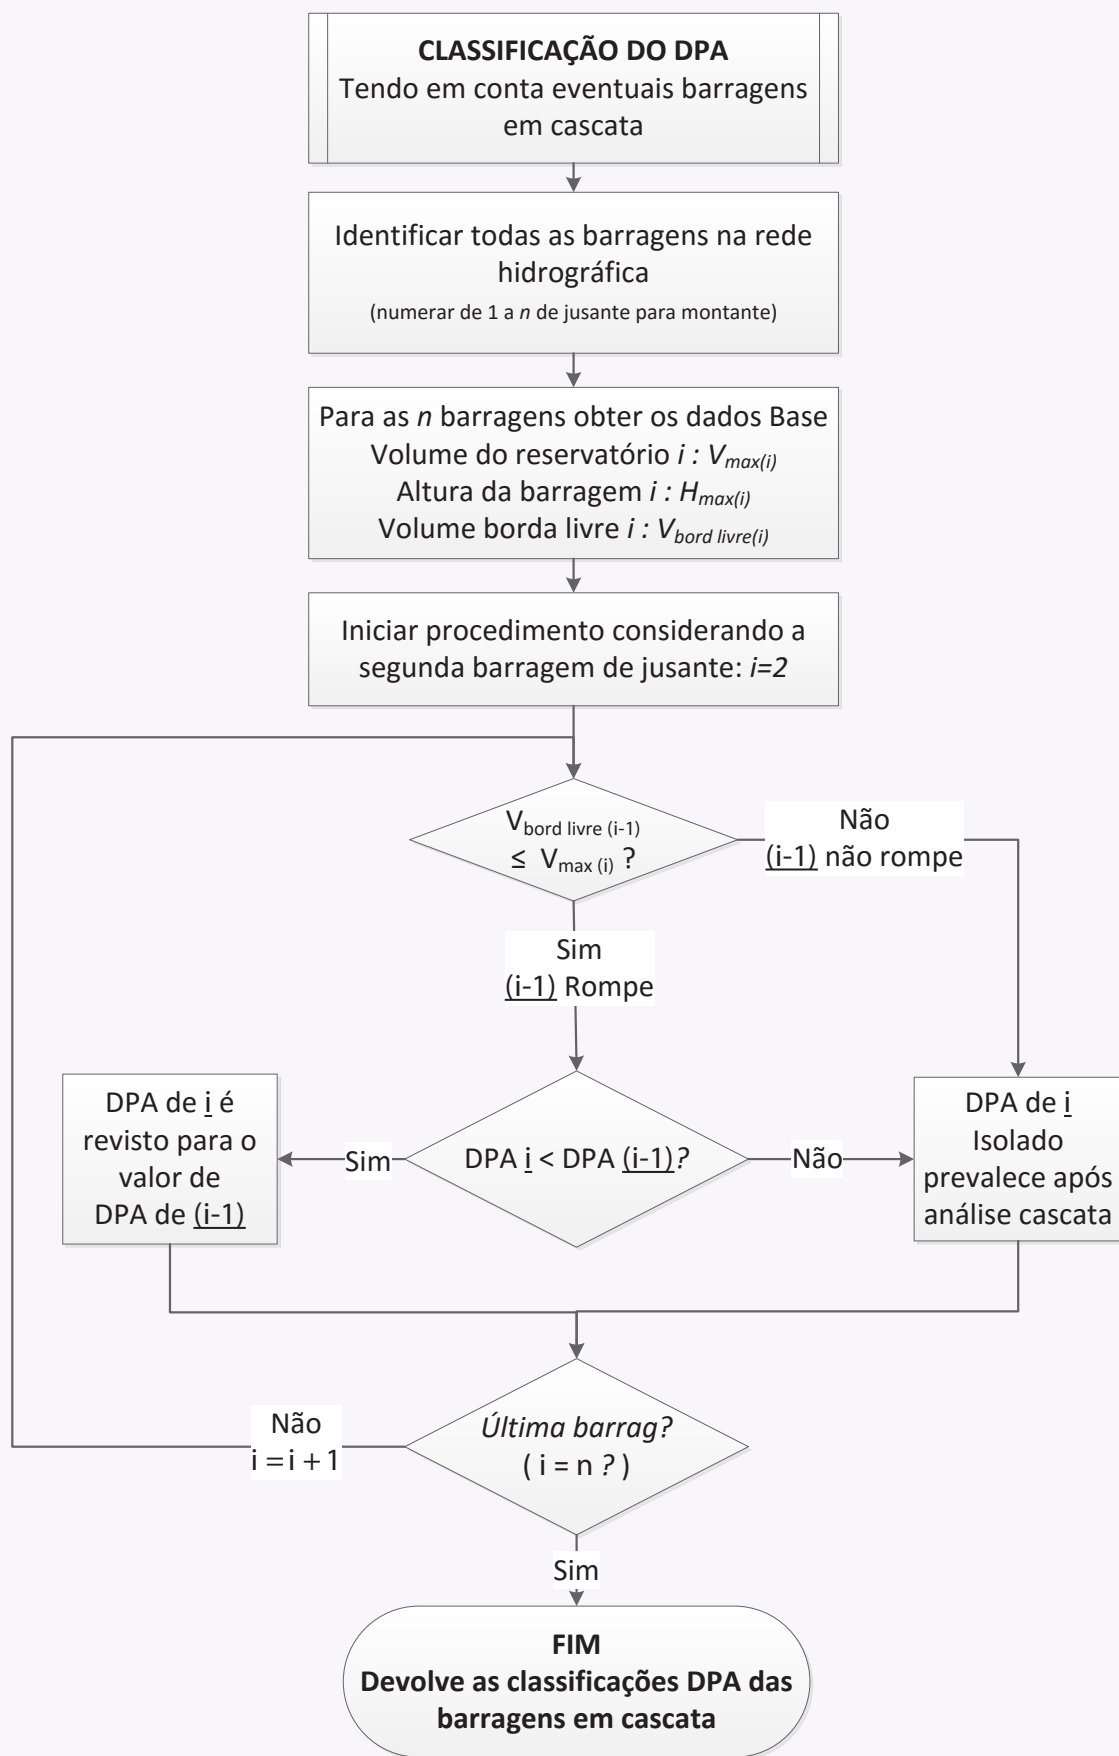 CLASSIFICAÇÃO DO DPA
Tendo em conta eventuais barragens
em cascata
Identificar todas as barragens na rede
hidrográfica
(numerar de 1 a n de jusante para montante)
Para as n barragens obter os dados Base
Volume do reservatório i : Vmax(i)
Altura da barragem i : Hmax(i)
Volume borda livre i : Vbord livre(i)
Iniciar procedimento considerando a
segunda barragem de jusante: i=2
Vbord livre (i-1)
≤ Vmax (i) ?
Não
(i-1) não rompe
Sim
(i-1) Rompe
DPA de i é
revisto para o
valor de
DPA de (i-1)
Sim
DPA i < DPA (i-1)?
Não
DPA de i
Isolado
prevalece após
análise cascata
Não
i = i + 1
Última barrag?
( i = n ? )
Sim
FIM
Devolve as classificações DPA das
barragens em cascata